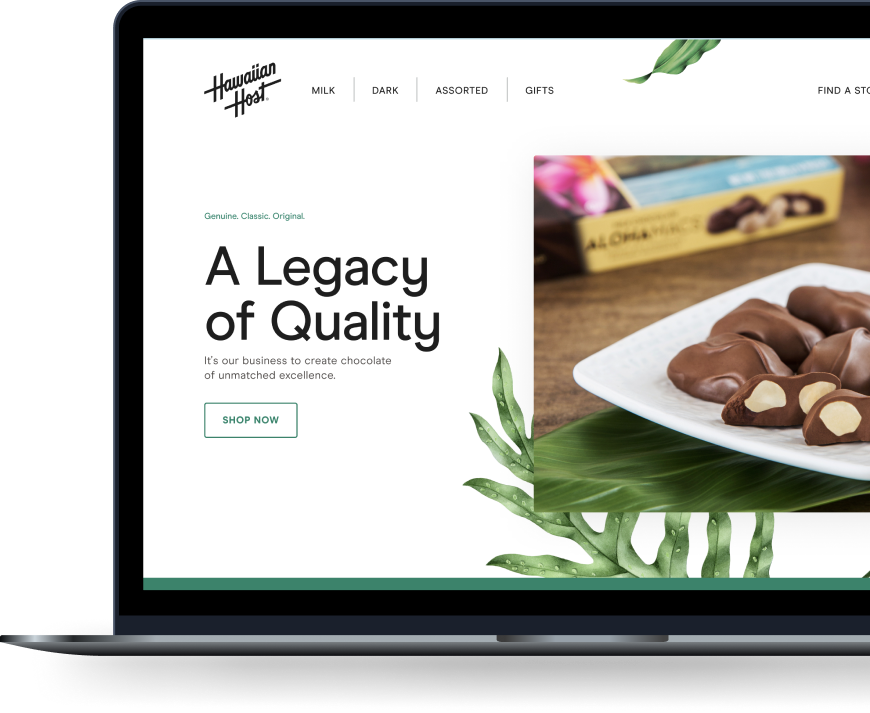 Hawaiian
Host
MILK
DARK
ASSORTED
GIFTS
FIND A STO
Genuine. Classic. Original.
A Legacy
of Quality
It's our business to create chocolate
of unmatched excellence.
SHOP NOW
ALOHAMACS